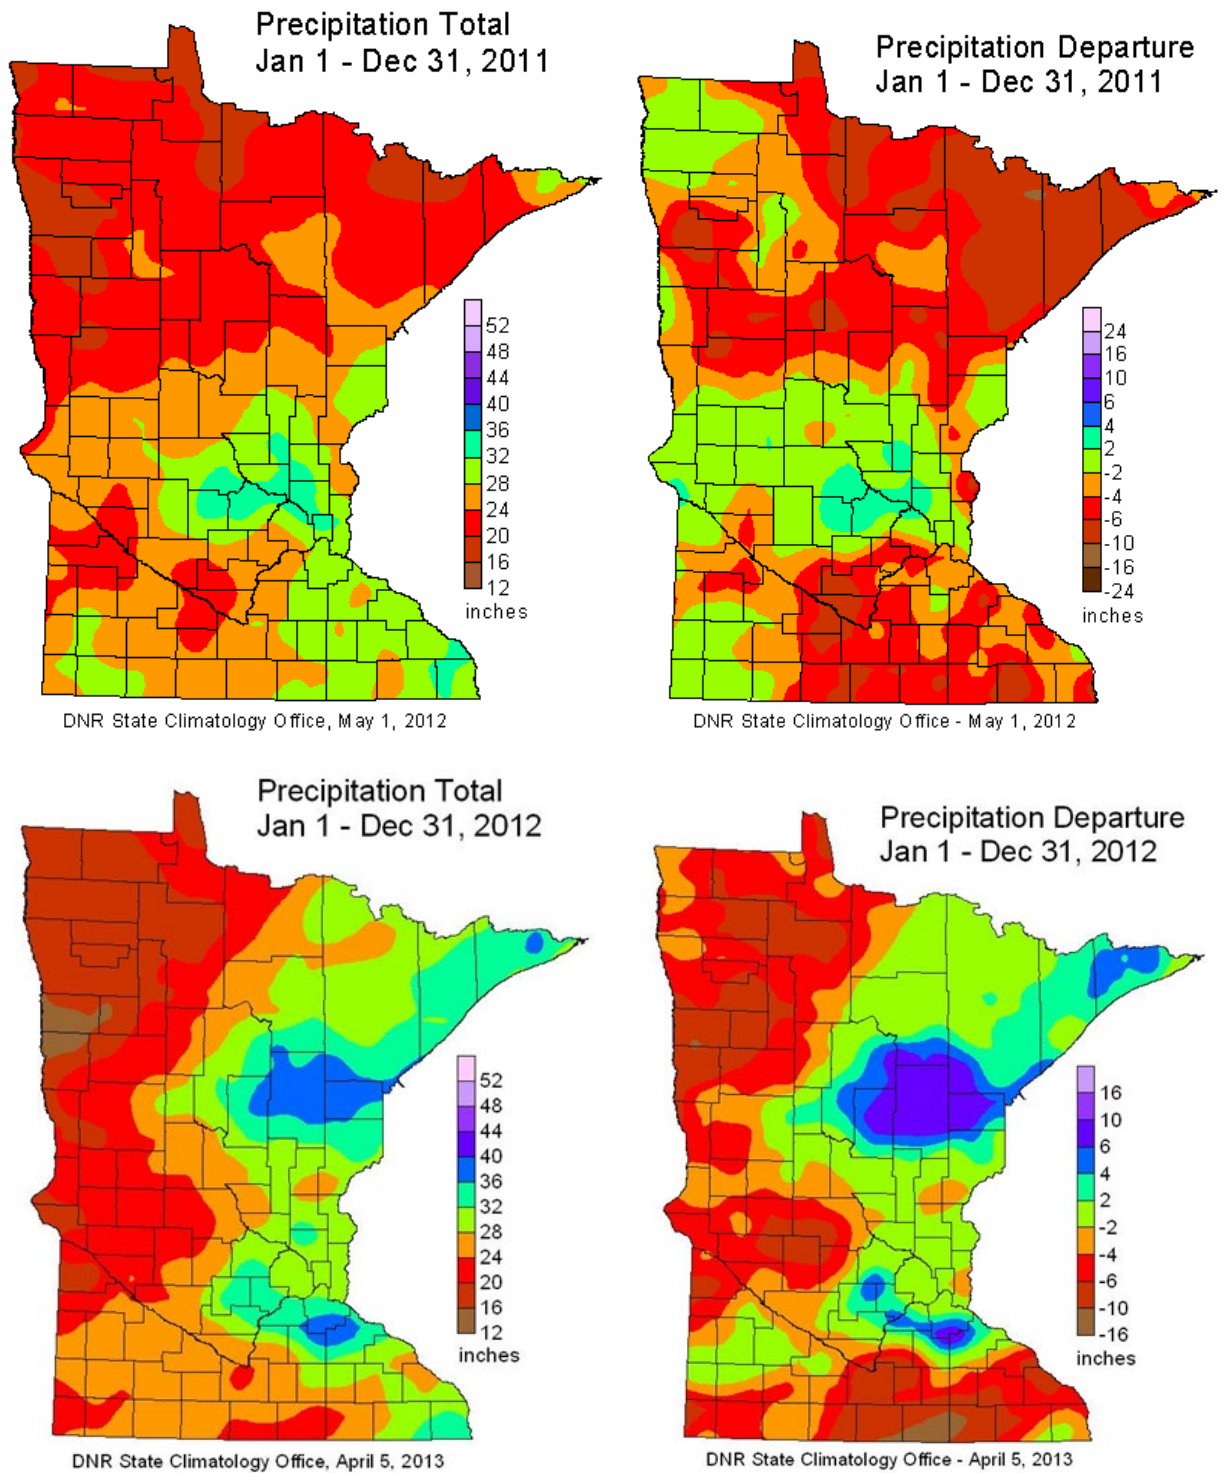 Precipitation Total
Jan 1 - Dec 31, 2011
52
48
44
40
36
32
28
24
20
16
12
inches
DNR State Climatology Office, May 1, 2012
Precipitation Departure
Jan 1 - Dec 31, 2011
24
16
10
6
4
2
-2
-4
-6
-10
-16
-24
inches
DNR State Climatology Office - May 1, 2012
Precipitation Total
Jan 1 - Dec 31, 2012
52
48
44
40
36
32
28
24
20
16
12
inches
DNR State Climatology Office, April 5, 2013
Precipitation Departure
Jan 1 - Dec 31, 2012
16
10
6
4
2
-2
-4
-6
-10
-16
inches
DNR State Climatology Office - April 5, 2013